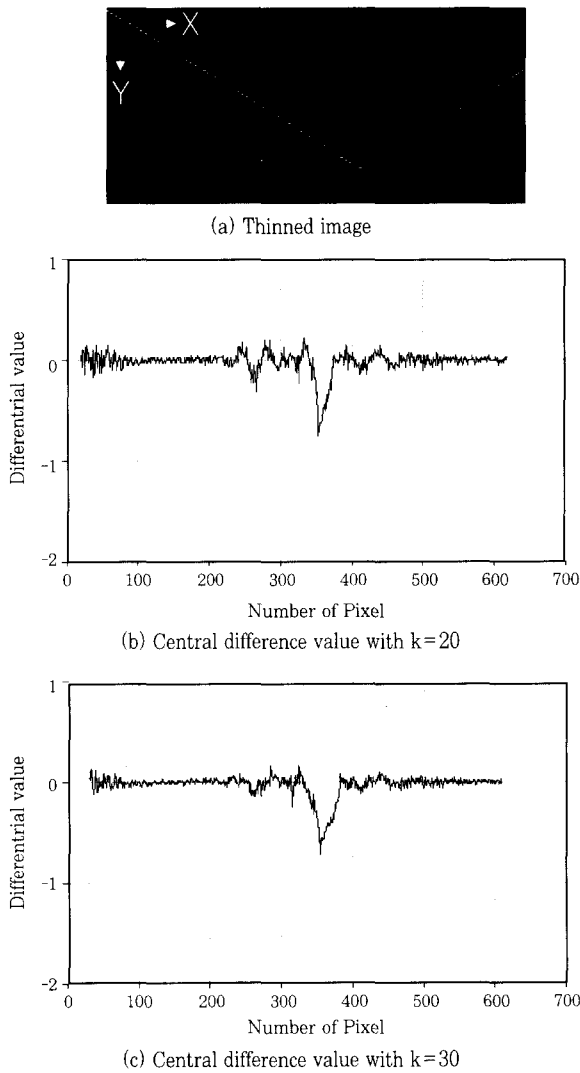 X
Y
(a) Thinned image
1
0
-1
-2
Differentrial value
0 100 200 300 400 500 600 700
Number of Pixel
(b) Central difference value with k=20
1
0
-1
-2
Differentrial value
0 100 200 300 400 500 600 700
Number of Pixel
(c) Central difference value with k=30